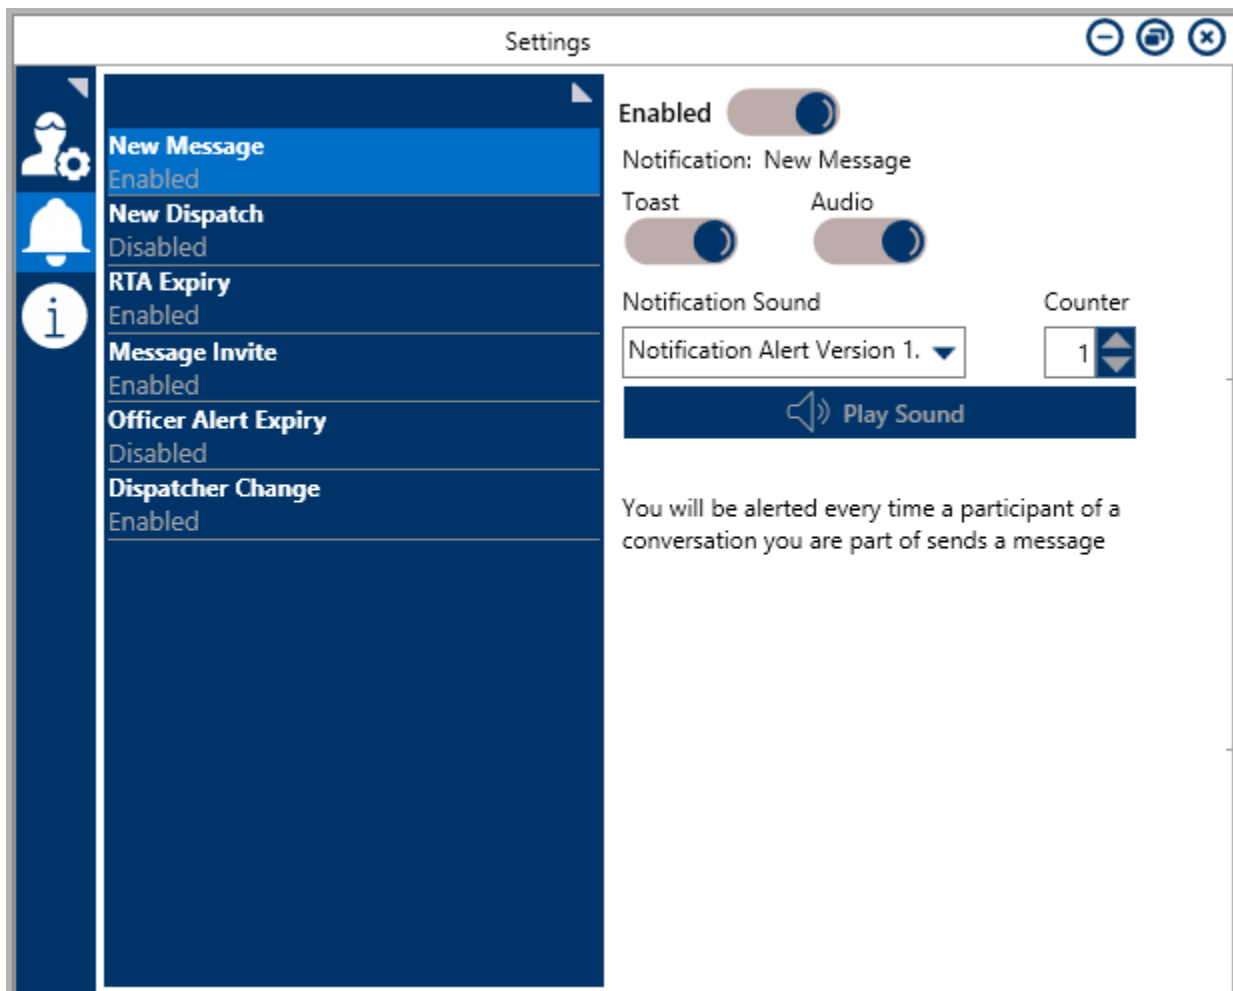 Settings
New Message
Enabled
New Dispatch
Disabled
RTA Expiry
Enabled
Message Invite
Enabled
Officer Alert Expiry
Disabled
Dispatcher Change
Enabled
Enabled
Notification: New Message
Toast Audio
Notification Sound Counter
Notification Alert Version 1. 1
Play Sound
You will be alerted every time a participant of a
conversation you are part of sends a message